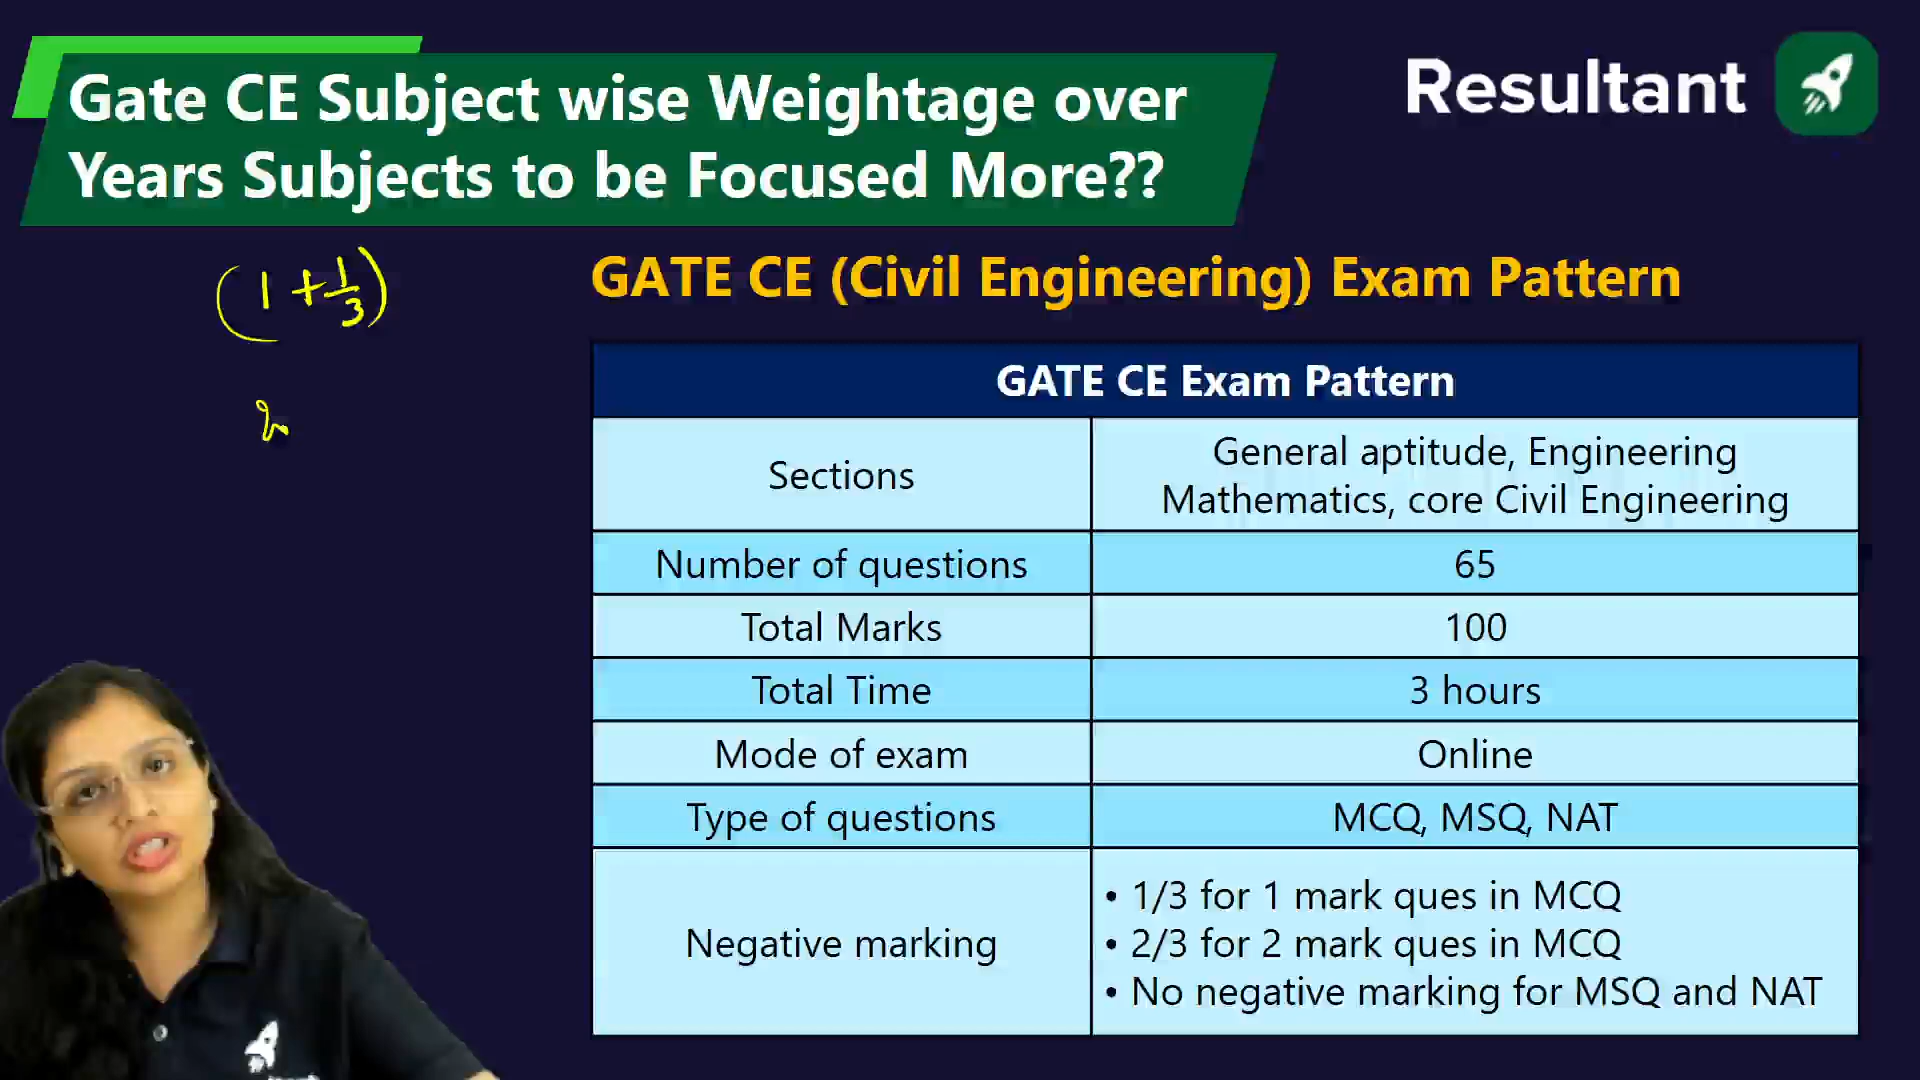 Gate CE Subject wise Weightage over
Years Subjects to be Focused More??
Resultant
(1 + 1/3)
GATE CE (Civil Engineering) Exam Pattern
GATE CE Exam Pattern
Sections
General aptitude, Engineering
Mathematics, core Civil Engineering
Number of questions
65
Total Marks
100
Total Time
3 hours
Mode of exam
Online
Type of questions
MCQ, MSQ, NAT
Negative marking
• 1/3 for 1 mark ques in MCQ
• 2/3 for 2 mark ques in MCQ
• No negative marking for MSQ and NAT